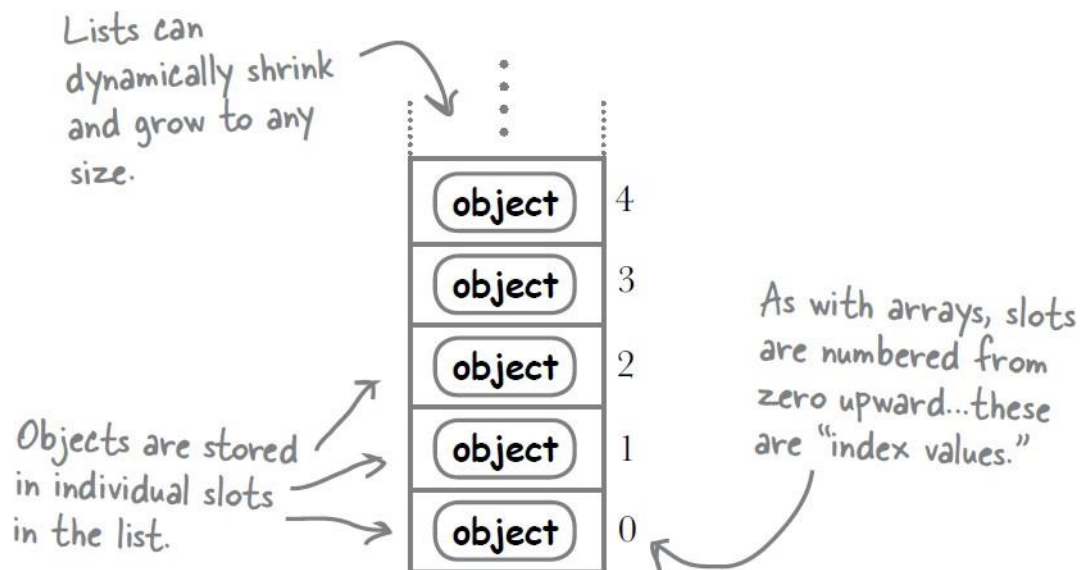 Lists can
dynamically shrink
and grow to any
size.
object 4
object 3
object 2
object 1
object 0
As with arrays, slots
are numbered from
zero upward...these
are “index values.”
Objects are stored
in individual slots
in the list.